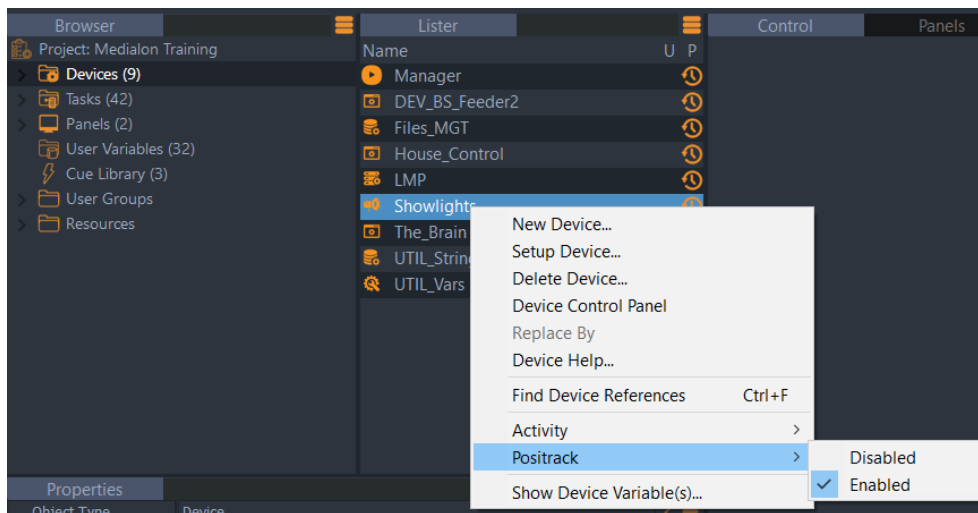 Browser
Lister
Control
Panels
Project: Medialon Training
Name U P
Devices (9)
Manager
Tasks (42)
DEV_BS_Feeder2
Panels (2)
Files_MGT
User Variables (32)
House_Control
Cue Library (3)
LMP
User Groups
Showlights
Resources
The_Brain
UTIL_String
UTIL_Vars
New Device...
Setup Device...
Delete Device...
Device Control Panel
Replace By
Device Help...
Find Device References Ctrl+F
Activity
Positrack
Disabled
Enabled
Show Device Variable(s)...
Properties
Object Type Device